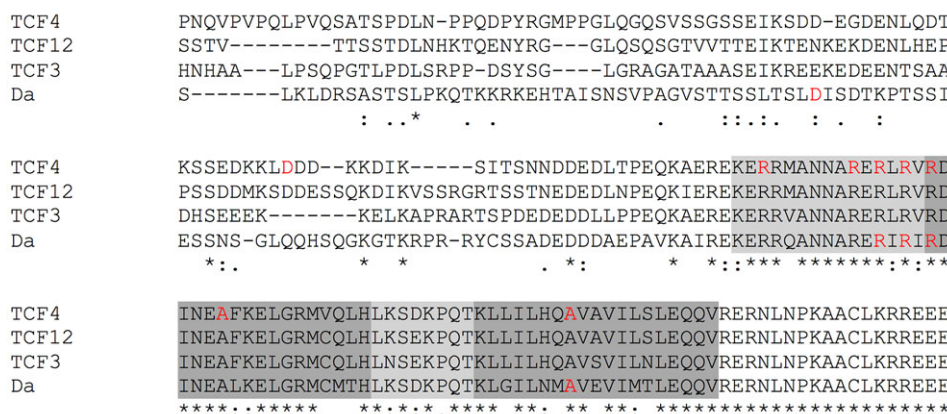 TCF4 PNQVPVPQLPVQSATSPDLN-PPQDPYRGMPPGLQGQSVSSGSSEIKSDD-EGDENLQDT
TCF12 SSTV--------TTSSTDLNHKTQENYRG---GLQSQSGTVVTTEIKTENKEKDENLHEP
TCF3 HNHAA---LPSQPGTLPDLSRPP-DSYSG---LGRAGATAAASEIKREEKEDEENTSAA
Da S-------LKLDRSASTSLPKQTKKRKEHTAISNSVPAGVSTTSSLTSLDISDTKPTSSI
: ..* . . . :::.: : :
TCF4 KSSEDKKLDDD--KKDIK-----SITSNNDDEDLTPEQKAEREKERRMANNARERLRVRD
TCF12 PSSDDMKSDDESSQKDIKVSSRGRTSSTNEDEDLNPEQKIEREKERRMANNARERLRVRD
TCF3 DHSEEEK-------KELKAPRARTSPDEDEDDLLPPEQKAEREKERRVANNARERLRVRD
Da ESSNS-GLQQHSQGKGTKRPR-RYCSSADEDDDAEPAVKAIREKERRQANNARERIRIRD
*:. * * . *: * *::*** *******:*:**
TCF4 INEAFKELGRMVQLHLKSDKPQTKLLILHQAVAVILSLEQQVRERNLNPKAACLKRREEE
TCF12 INEAFKELGRMCQLHLKSEKPQTKLLILHQAVAVILSLEQQVRERNLNPKAACLKRREEE
TCF3 INEAFKELGRMCQLHLNSEKPQTKLLILHQAVSVILNLEQQVRERNLNPKAACLKRREEE
Da INEALKELGRMCMTHLKSDKPQTKLGILNMAVEVIMTLEQQVRERNLNPKAACLKRREEE
****:****** **:*:****** **: ** **:.***********************